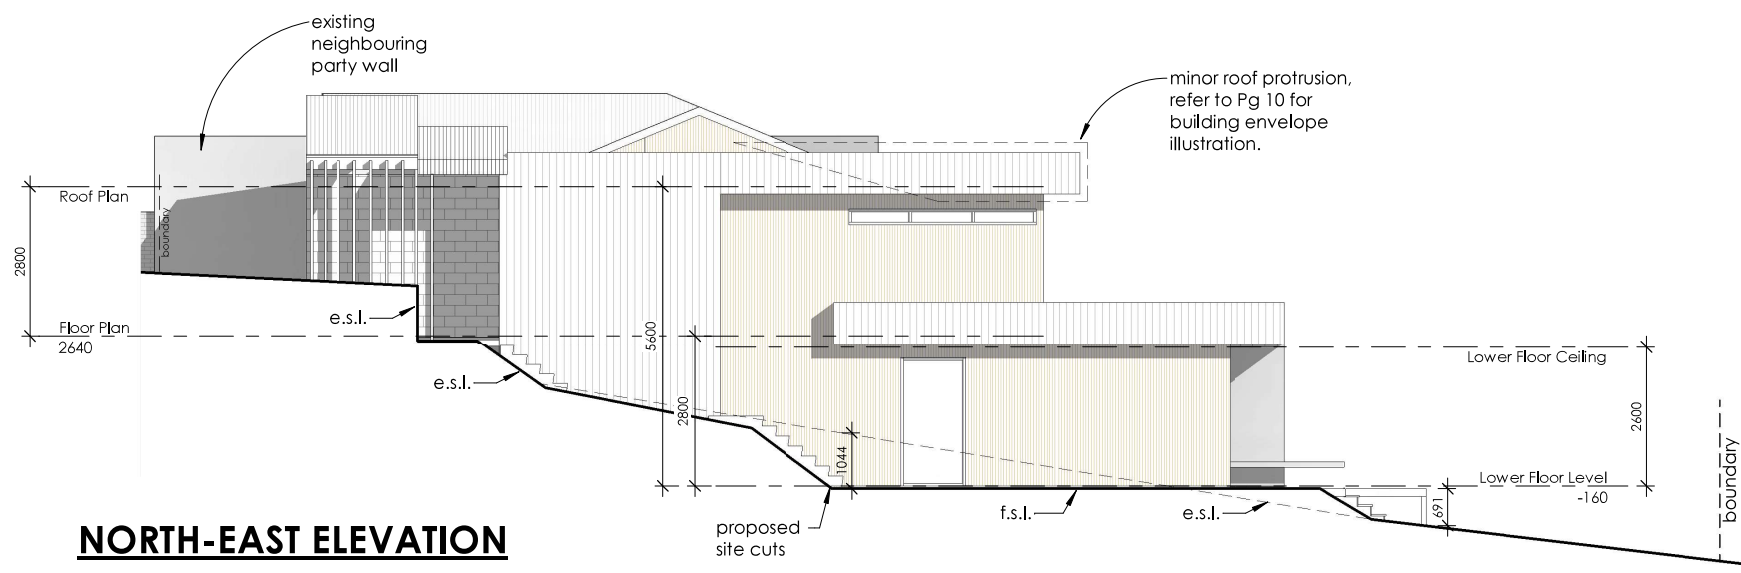 existing
neighbouring
party wall
minor roof protrusion,
refer to Pg 10 for
building envelope
illustration.
Roof Plan
boundary
2800
e.s.l.
Floor Plan
2640
5600
e.s.l.
Lower Floor Ceiling
2800
2600
1044
boundary
Lower Floor Level
-160
691
f.s.l.
e.s.l.
proposed
site cuts
NORTH-EAST ELEVATION